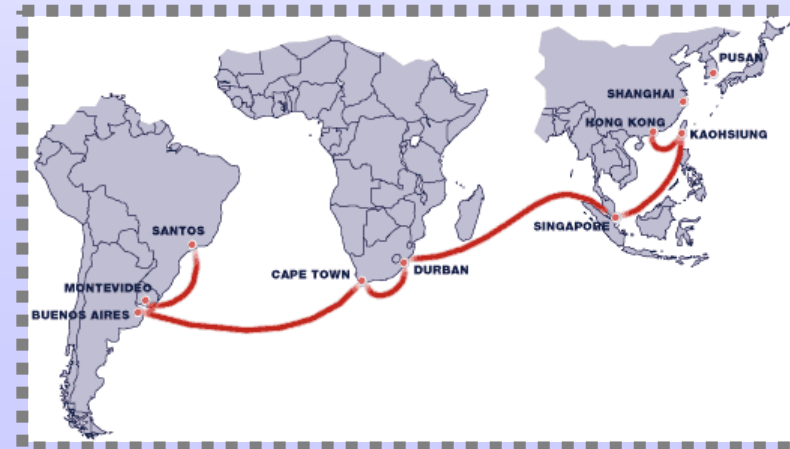 PUSAN
SHANGHAI
HONG KONG
KAOHSIUNG
SINGAPORE
SANTOS
CAPE TOWN
DURBAN
MONTEVIDEO
BUENOS AIRES